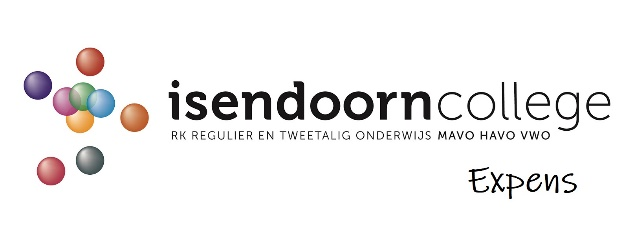 isendoorncollege
RK REGULIER EN TWEETALIG ONDERWIJS MAVO HAVO VWO
Expens